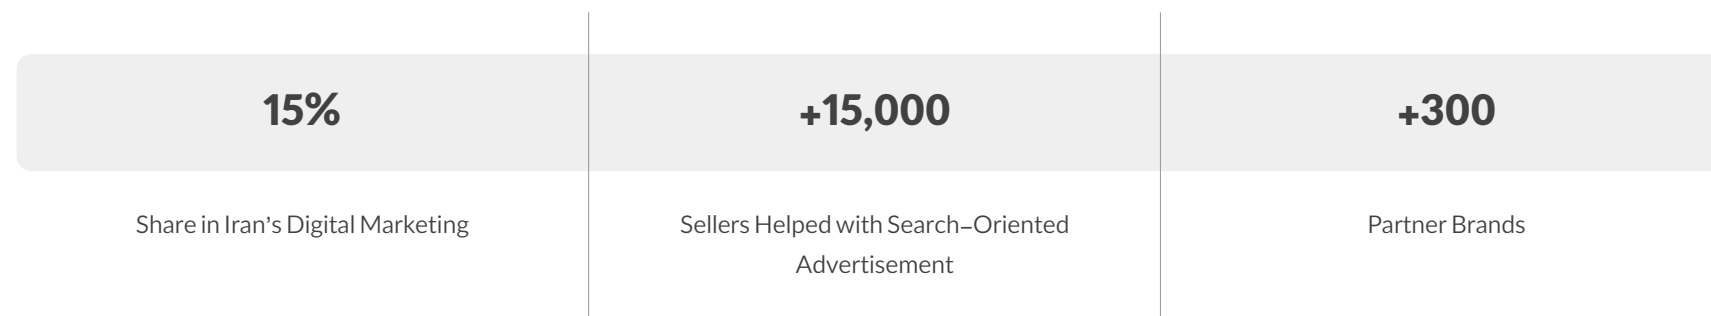 15%
+15,000
+300
Share in Iran's Digital Marketing
Sellers Helped with Search–Oriented
Advertisement
Partner Brands